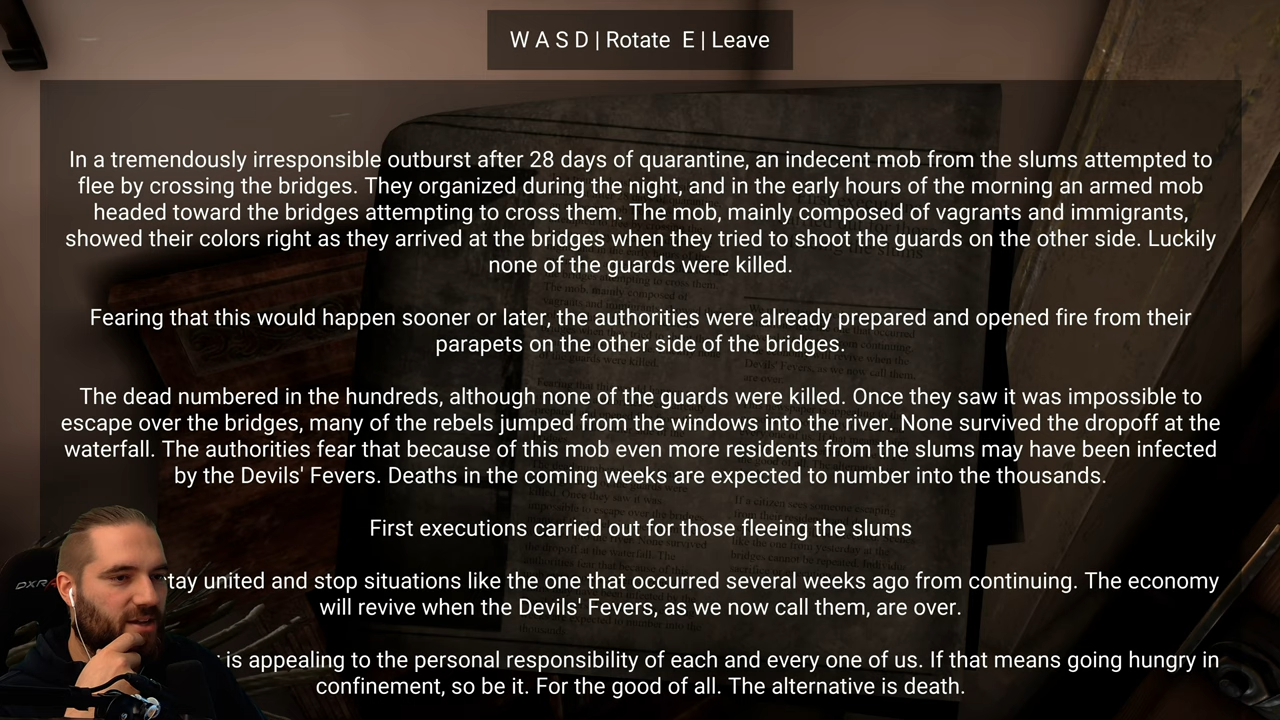 W A S D | Rotate E | Leave
In a tremendously irresponsible outburst after 28 days of quarantine, an indecent mob from the slums attempted to
flee by crossing the bridges. They organized during the night, and in the early hours of the morning an armed mob
headed toward the bridges attempting to cross them. The mob, mainly composed of vagrants and immigrants,
showed their colors right as they arrived at the bridges when they tried to shoot the guards on the other side. Luckily
none of the guards were killed.
Fearing that this would happen sooner or later, the authorities were already prepared and opened fire from their
parapets on the other side of the bridges.
The dead numbered in the hundreds, although none of the guards were killed. Once they saw it was impossible to
escape over the bridges, many of the rebels jumped from the windows into the river. None survived the dropoff at the
waterfall. The authorities fear that because of this mob even more residents from the slums may have been infected
by the Devils' Fevers. Deaths in the coming weeks are expected to number into the thousands.
First executions carried out for those fleeing the slums
tay united and stop situations like the one that occurred several weeks ago from continuing. The economy
will revive when the Devils' Fevers, as we now call them, are over.
is appealing to the personal responsibility of each and every one of us. If that means going hungry in
confinement, so be it. For the good of all. The alternative is death.